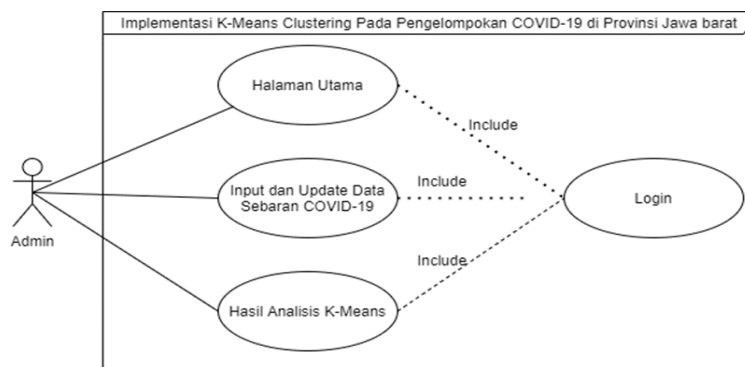 Implementasi K-Means Clustering Pada Pengelompokan COVID-19 di Provinsi Jawa barat
Halaman Utama
Include
Input dan Update Data
Sebaran COVID-19
Include
Login
Admin
Include
Hasil Analisis K-Means